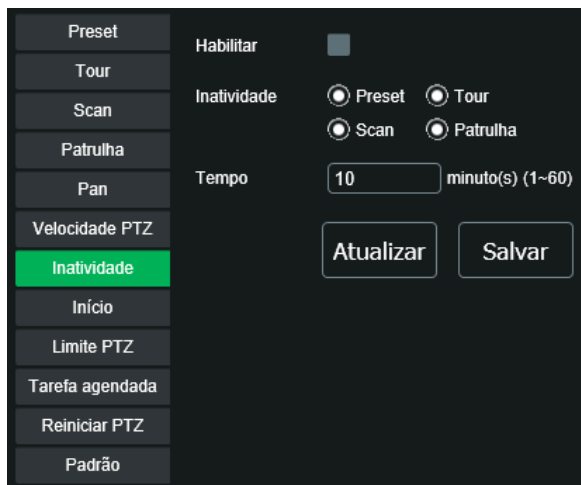 Preset
Tour
Scan
Patrulha
Pan
Velocidade PTZ
Inatividade
Início
Limite PTZ
Tarefa agendada
Reiniciar PTZ
Padrão
Habilitar
Inatividade Preset Tour
Scan Patrulha
Tempo 10 minuto(s) (1~60)
Atualizar Salvar